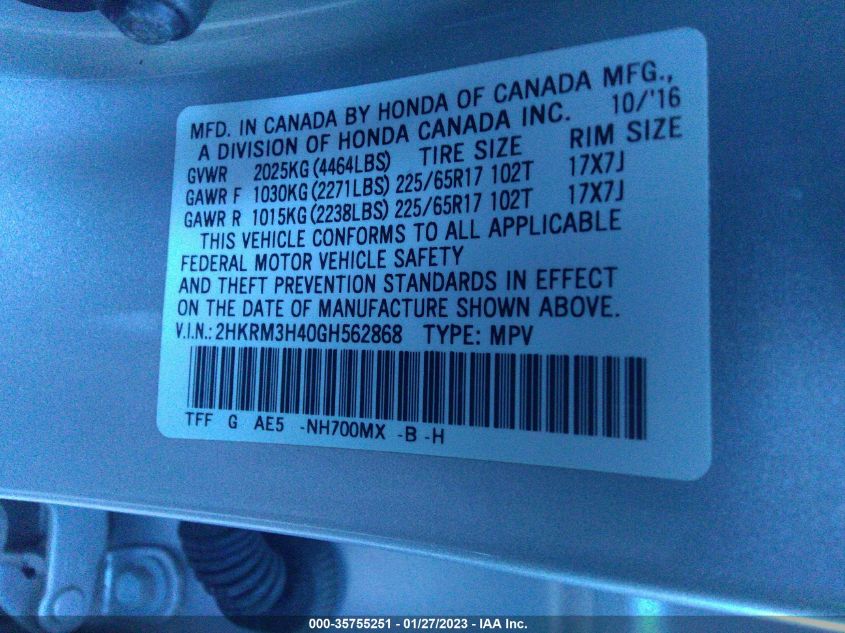 MFD. IN CANADA BY HONDA OF CANADA MFG.,
A DIVISION OF HONDA CANADA INC. 10/'16
GVWR 2025KG (4464LBS) TIRE SIZE RIM SIZE
GAWR F 1030KG (2271LBS) 225/65R17 102T 17X7J
GAWR R 1015KG (2238LBS) 225/65R17 102T 17X7J
THIS VEHICLE CONFORMS TO ALL APPLICABLE
FEDERAL MOTOR VEHICLE SAFETY
AND THEFT PREVENTION STANDARDS IN EFFECT
ON THE DATE OF MANUFACTURE SHOWN ABOVE.
V.I.N.: 2HKRM3H40GH562868 TYPE: MPV
TFF G AE5 -NH700MX -B -H
000-35755251 - 01/27/2023 - IAA Inc.